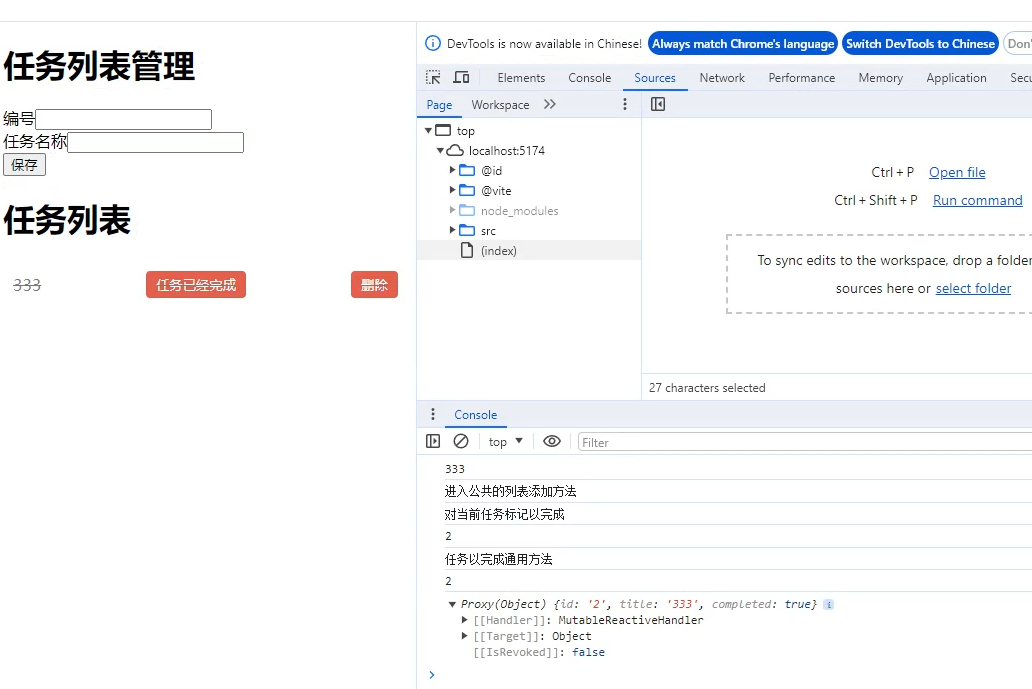 任务列表管理
编号
任务名称
保存
任务列表
333 任务已经完成 删除
DevTools is now available in Chinese! Always match Chrome's language Switch DevTools to Chinese Don'
Elements Console Sources Network Performance Memory Application Secu
Page Workspace
top
localhost:5174
@id
@vite
node_modules
src
(index)
Ctrl + P Open file
Ctrl + Shift + P Run command
To sync edits to the workspace, drop a folder
sources here or select folder
27 characters selected
Console
top Filter
333
进入公共的列表添加方法
对当前任务标记以完成
2
任务以完成通用方法
2
Proxy(Object) {id: '2', title: '333', completed: true} i
[[Handler]]: MutableReactiveHandler
[[Target]]: Object
[[IsRevoked]]: false